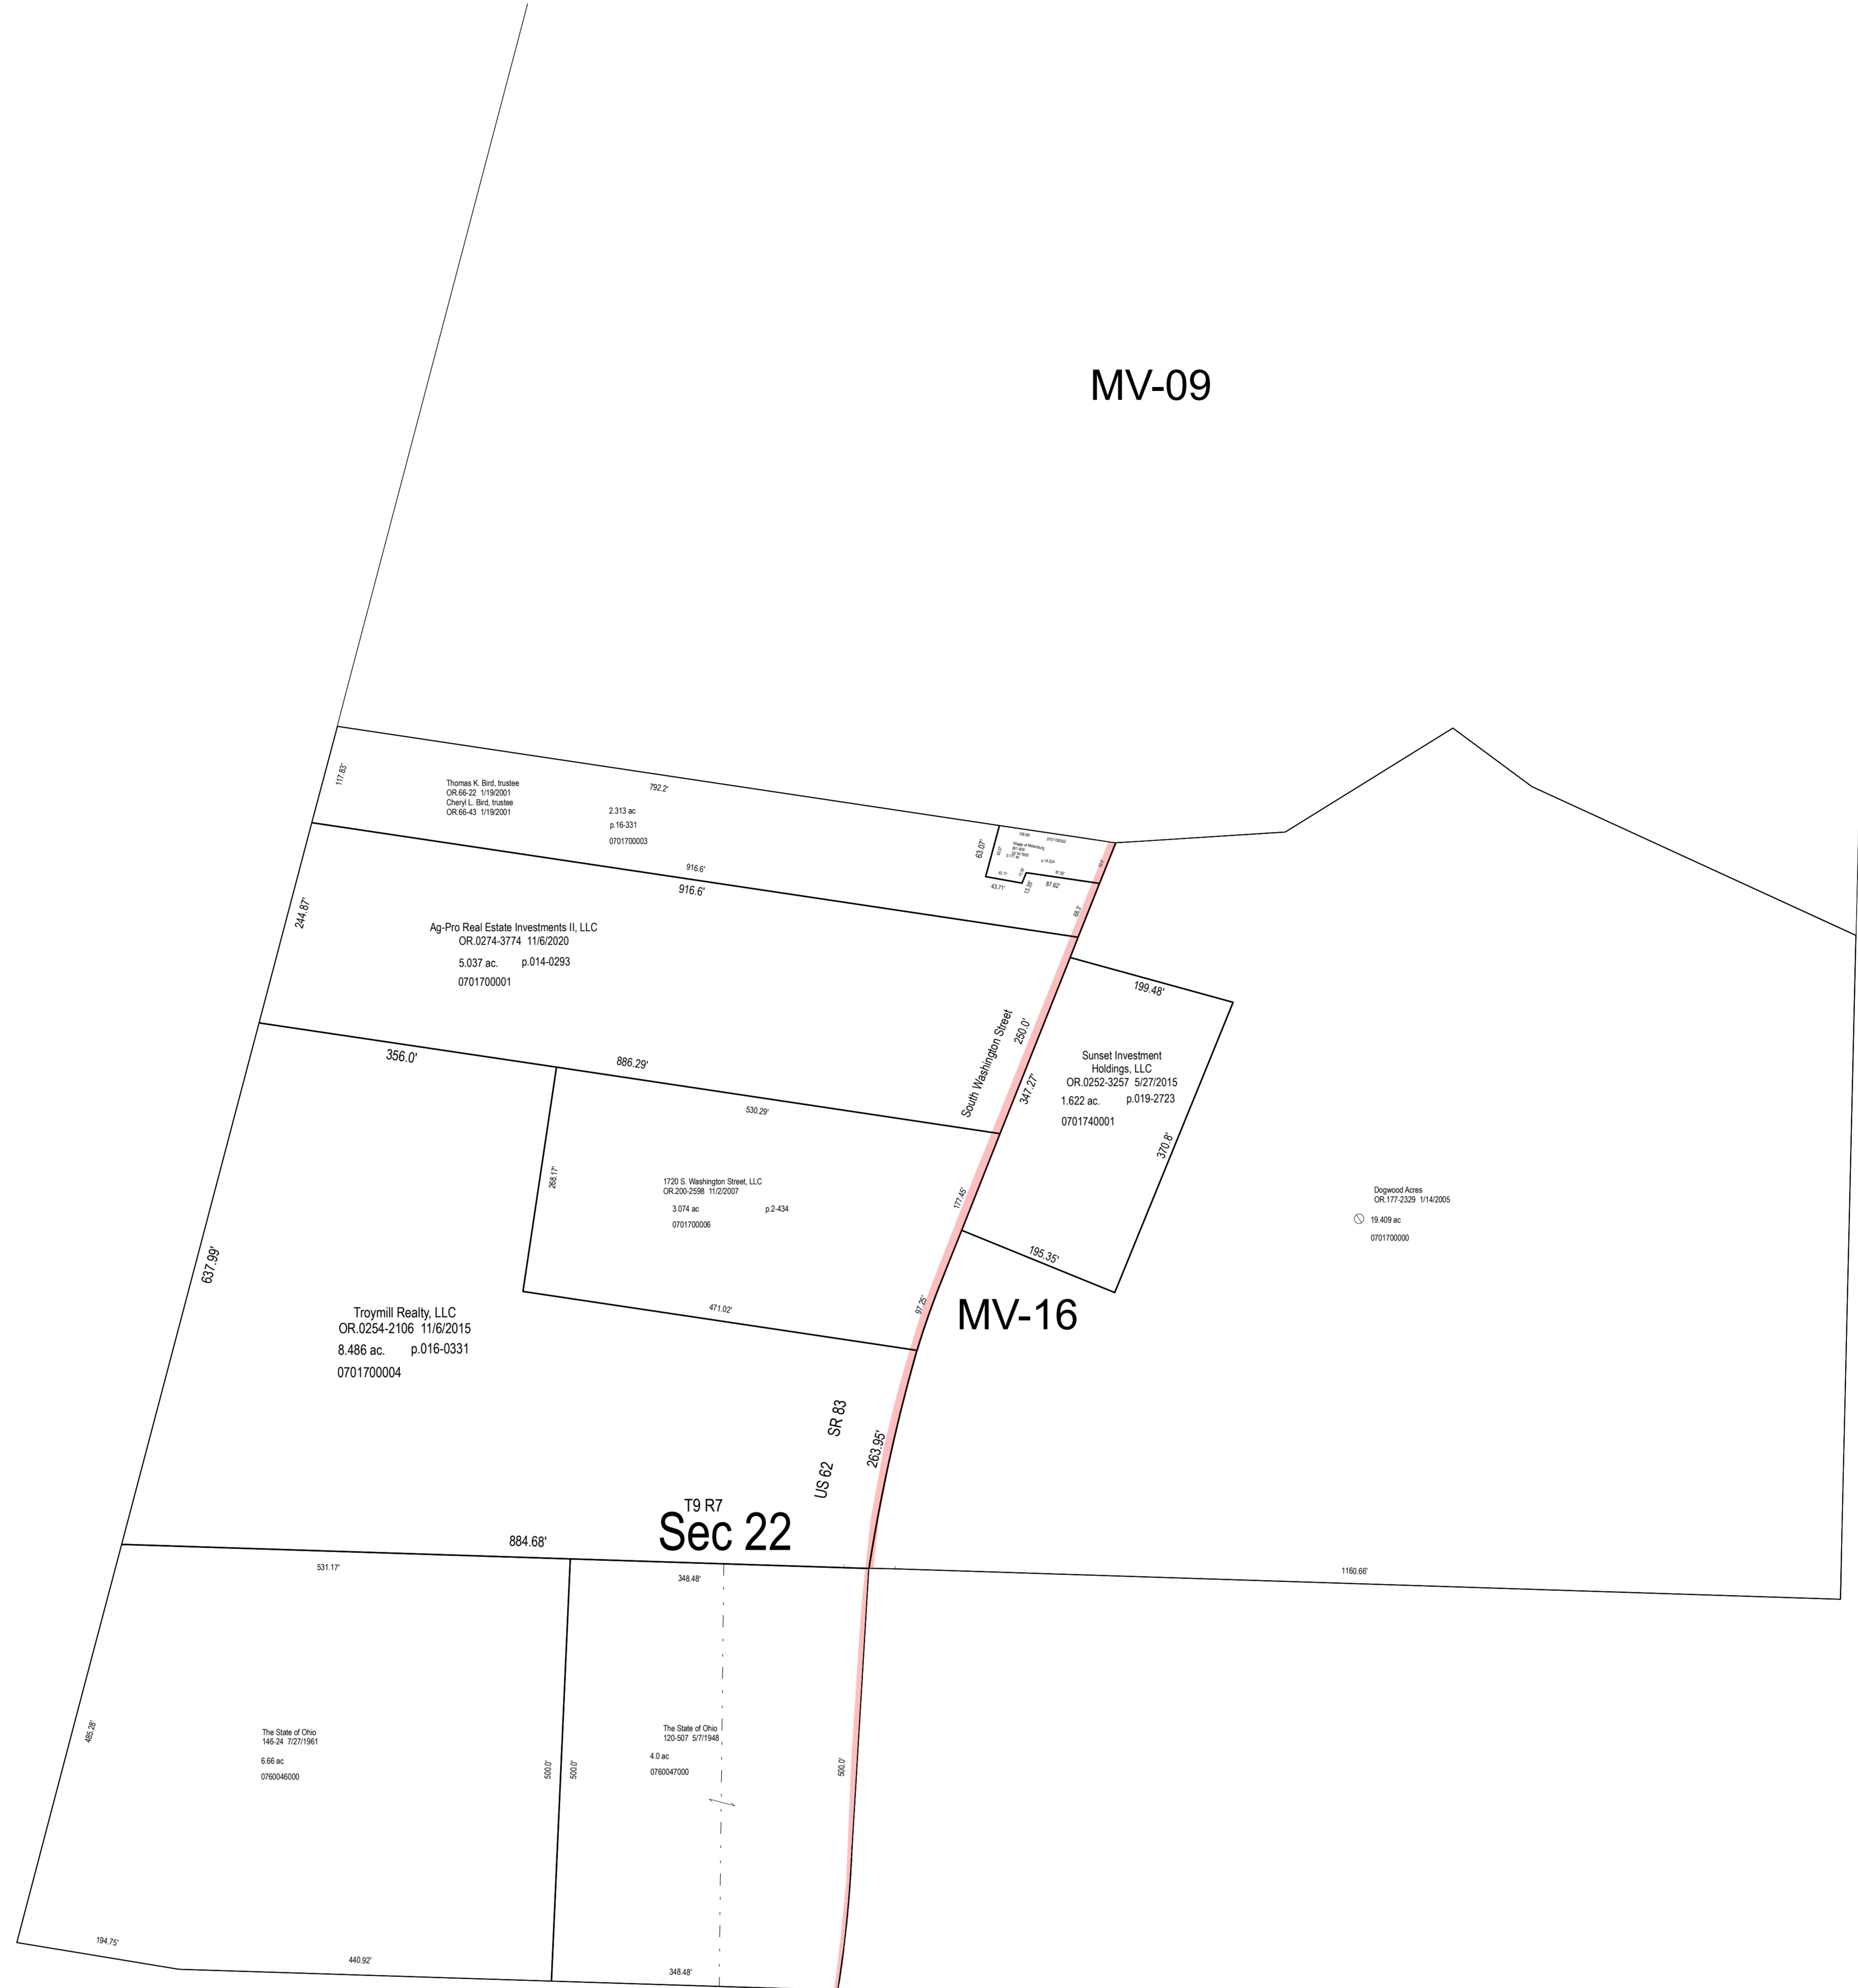 MV-09
117.83'
Thomas K. Bird, trustee
OR.66-22 1/19/2001
Cheryl L. Bird, trustee
OR.66-43 1/19/2001
792.2'
2.313 ac
p.16-331
0701700003
63.07'
43.71'
13.35'
87.62'
68.3'
916.6'
916.6'
244.87'
Ag-Pro Real Estate Investments II, LLC
OR.0274-3774 11/6/2020
5.037 ac. p.014-0293
0701700001
199.48'
South Washington Street
250.0'
347.27'
Sunset Investment
Holdings, LLC
OR.0252-3257 5/27/2015
1.622 ac. p.019-2723
0701740001
370.8'
195.35'
356.0'
886.29'
530.29'
268.17'
1720 S. Washington Street, LLC
OR.200-2598 11/2/2007
3.074 ac p.2-434
0701700006
177.45'
97.25'
471.02'
Dogwood Acres
OR.177-2329 1/14/2005
19.409 ac
0701700000
637.99'
MV-16
Troymill Realty, LLC
OR.0254-2106 11/6/2015
8.486 ac. p.016-0331
0701700004
US 62 SR 83
263.95'
T9 R7
Sec 22
884.68'
531.17'
348.48'
1160.66'
485.28'
The State of Ohio
146-24 7/27/1961
6.66 ac
0760046000
500.0'
500.0'
The State of Ohio
120-507 5/7/1948
4.0 ac
0760047000
500.0'
194.75'
440.92'
348.48'